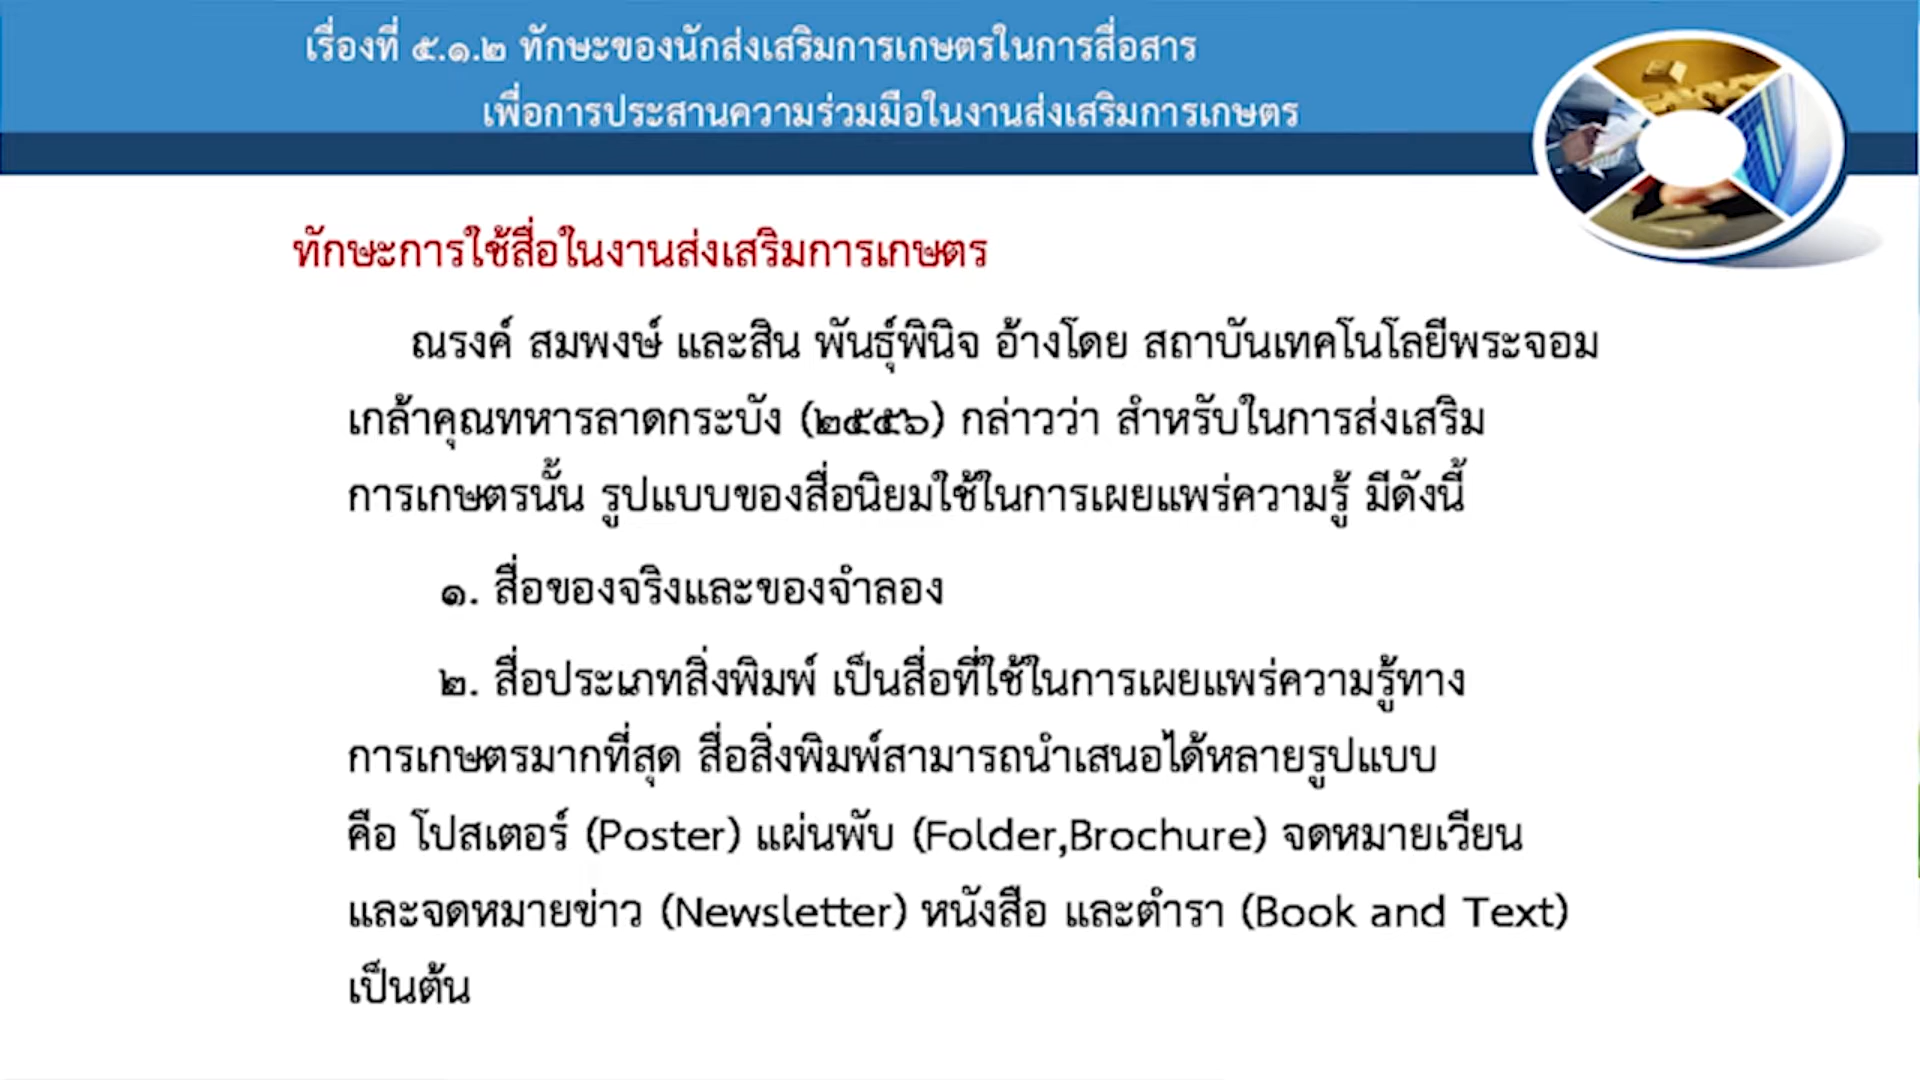 เรื่องที่ ๕.๑.๒ ทักษะของนักส่งเสริมการเกษตรในการสื่อสาร
เพื่อการประสานความร่วมมือในงานส่งเสริมการเกษตร
ทักษะการใช้สื่อในงานส่งเสริมการเกษตร
ณรงค์ สมพงษ์ และสิน พันธุ์พินิจ อ้างโดย สถาบันเทคโนโลยีพระจอม
เกล้าคุณทหารลาดกระบัง (๒๕๕๖) กล่าวว่า สำหรับในการส่งเสริม
การเกษตรนั้น รูปแบบของสื่อนิยมใช้ในการเผยแพร่ความรู้ มีดังนี้
๑. สื่อของจริงและของจำลอง
๒. สื่อประเภทสิ่งพิมพ์ เป็นสื่อที่ใช้ในการเผยแพร่ความรู้ทาง
การเกษตรมากที่สุด สื่อสิ่งพิมพ์สามารถนำเสนอได้หลายรูปแบบ
คือ โปสเตอร์ (Poster) แผ่นพับ (Folder,Brochure) จดหมายเวียน
และจดหมายข่าว (Newsletter) หนังสือ และตำรา (Book and Text)
เป็นต้น